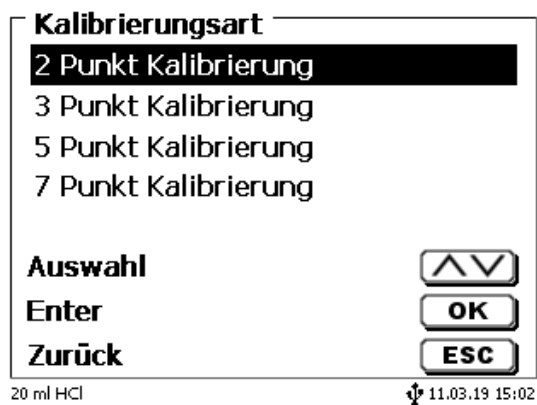 Kalibrierungsart
2 Punkt Kalibrierung
3 Punkt Kalibrierung
5 Punkt Kalibrierung
7 Punkt Kalibrierung
Auswahl
Enter OK
Zurück ESC
20 ml HCl 11.03.19 15:02